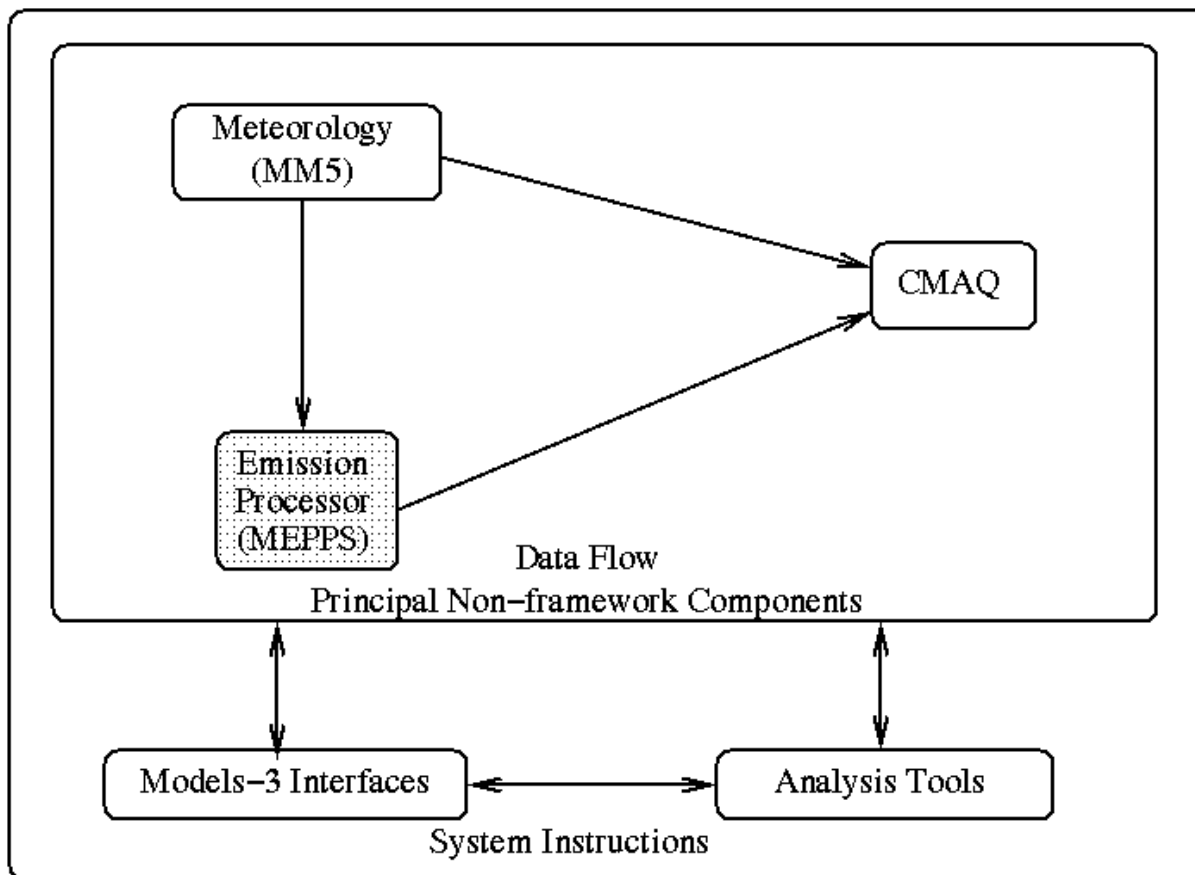 Meteorology
(MM5)
CMAQ
Emission
Processor
(MEPPS)
Data Flow
Principal Non−framework Components
Models−3 Interfaces
Analysis Tools
System Instructions